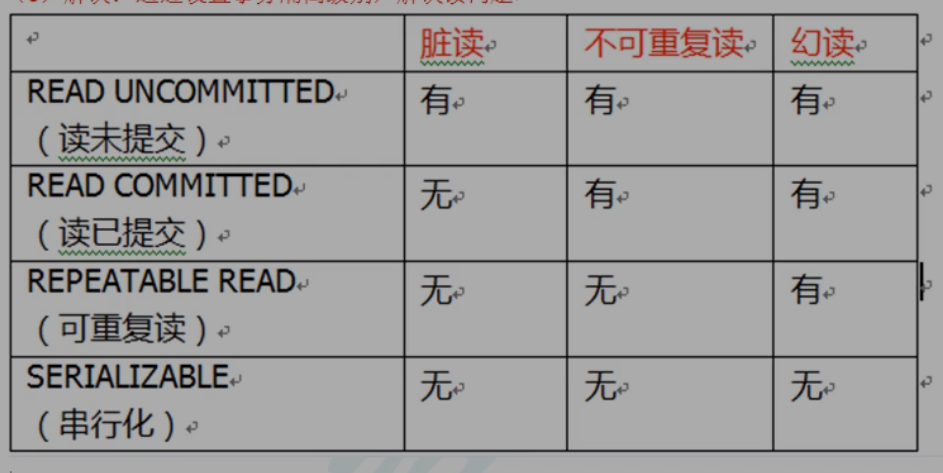 脏读 不可重复读 幻读
READ UNCOMMITTED 有 有 有
（读未提交）
READ COMMITTED 无 有 有
（读已提交）
REPEATABLE READ 无 无 有
（可重复读）
SERIALIZABLE 无 无 无
（串行化）